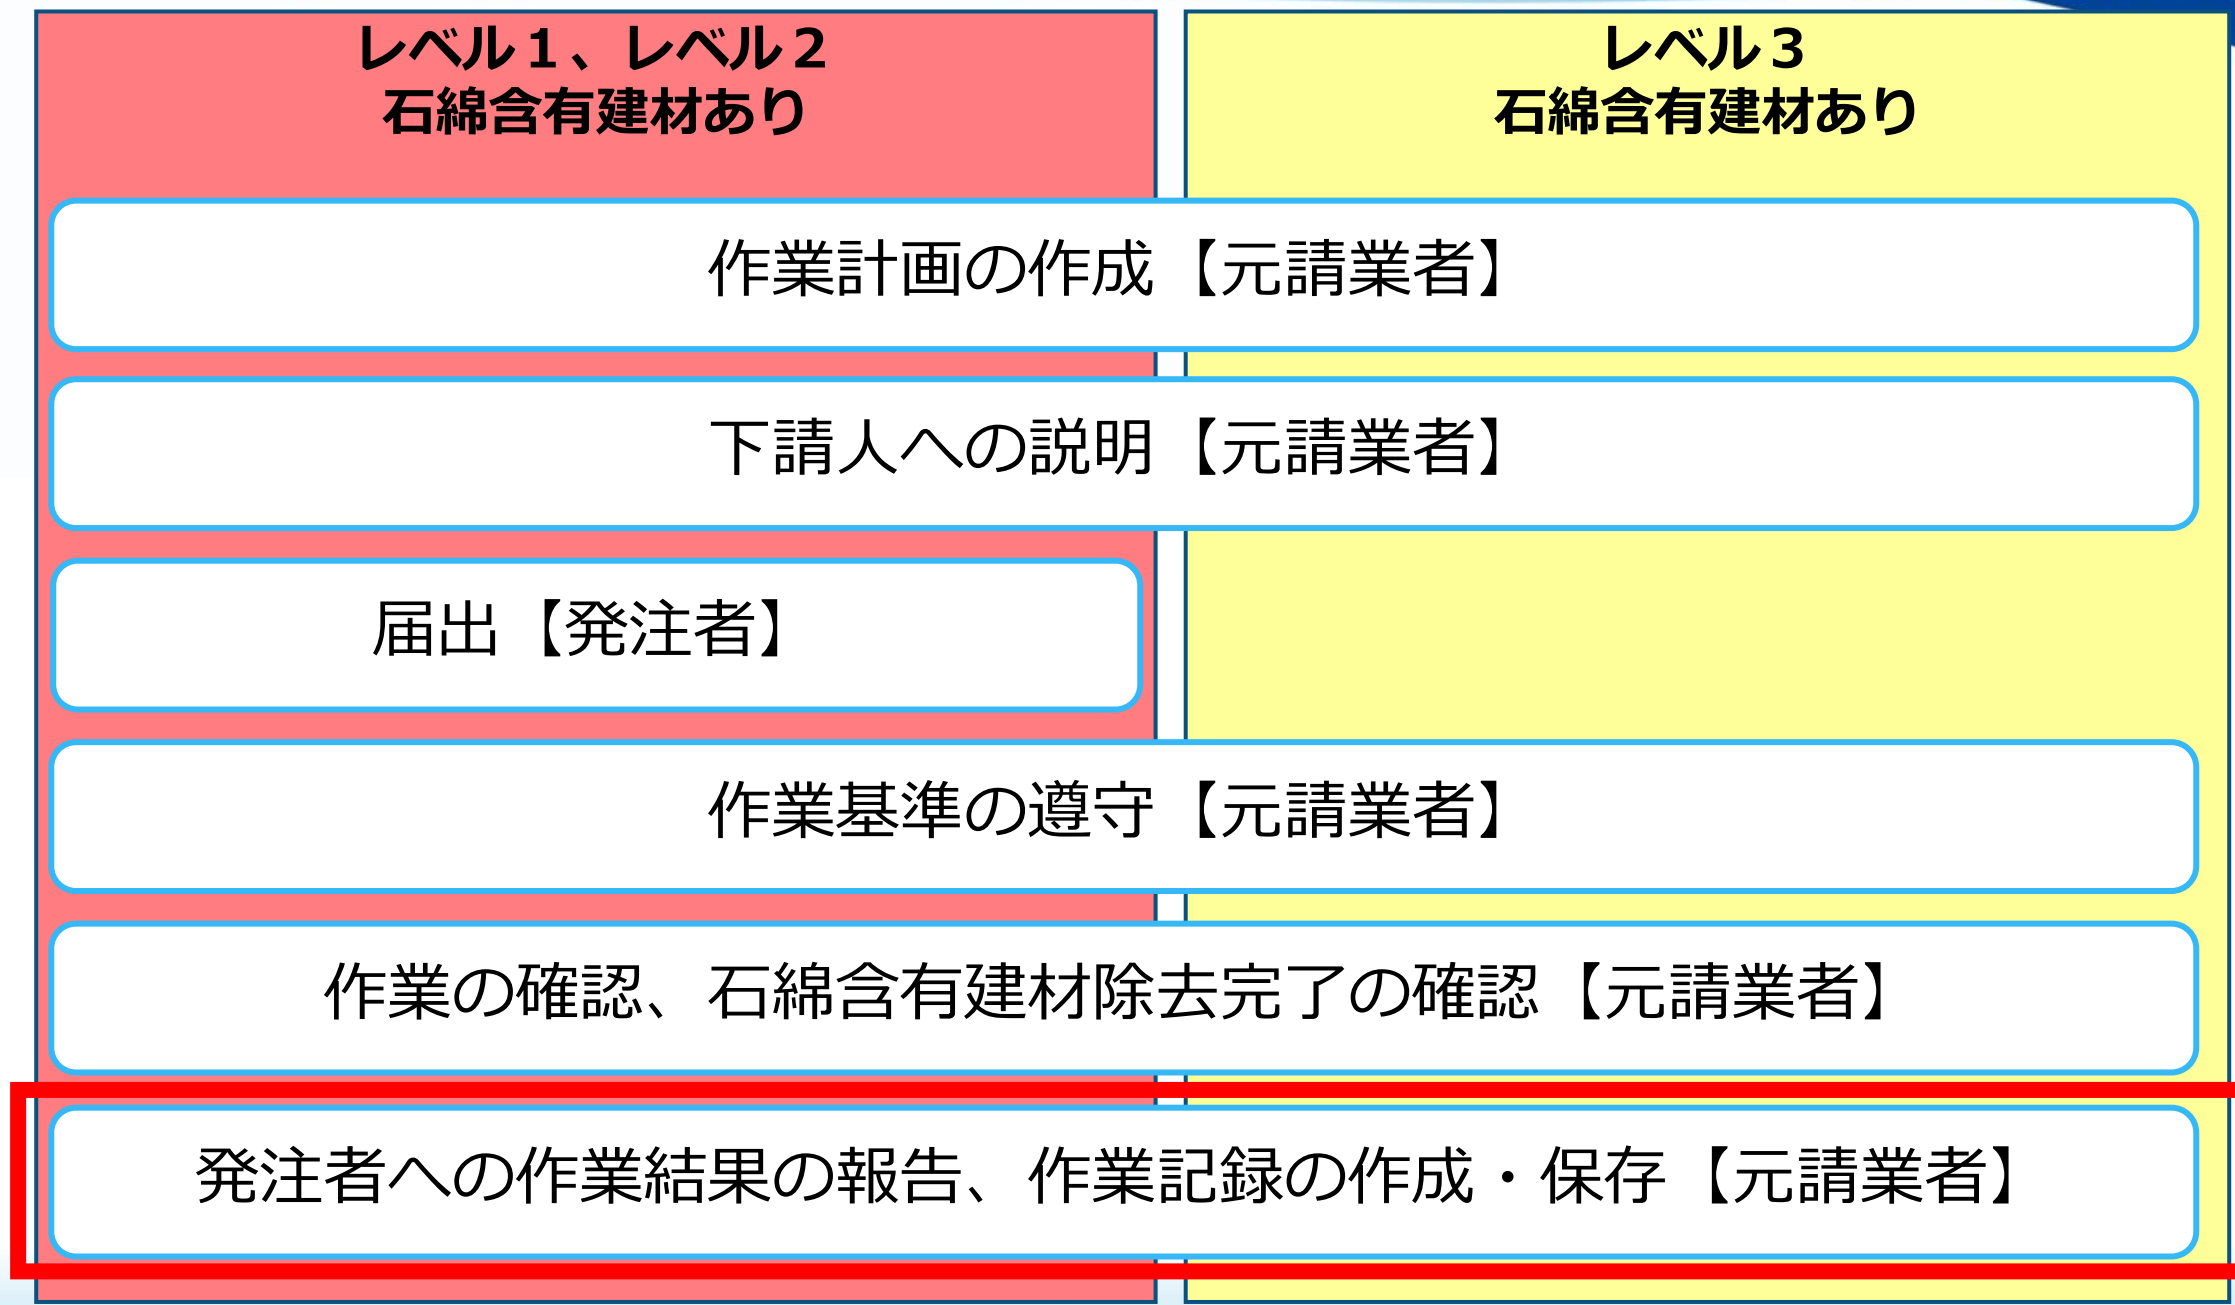 レベル１、レベル２
石綿含有建材あり
レベル３
石綿含有建材あり
作業計画の作成【元請業者】
下請人への説明【元請業者】
届出【発注者】
作業基準の遵守【元請業者】
作業の確認、石綿含有建材除去完了の確認【元請業者】
発注者への作業結果の報告、作業記録の作成・保存【元請業者】